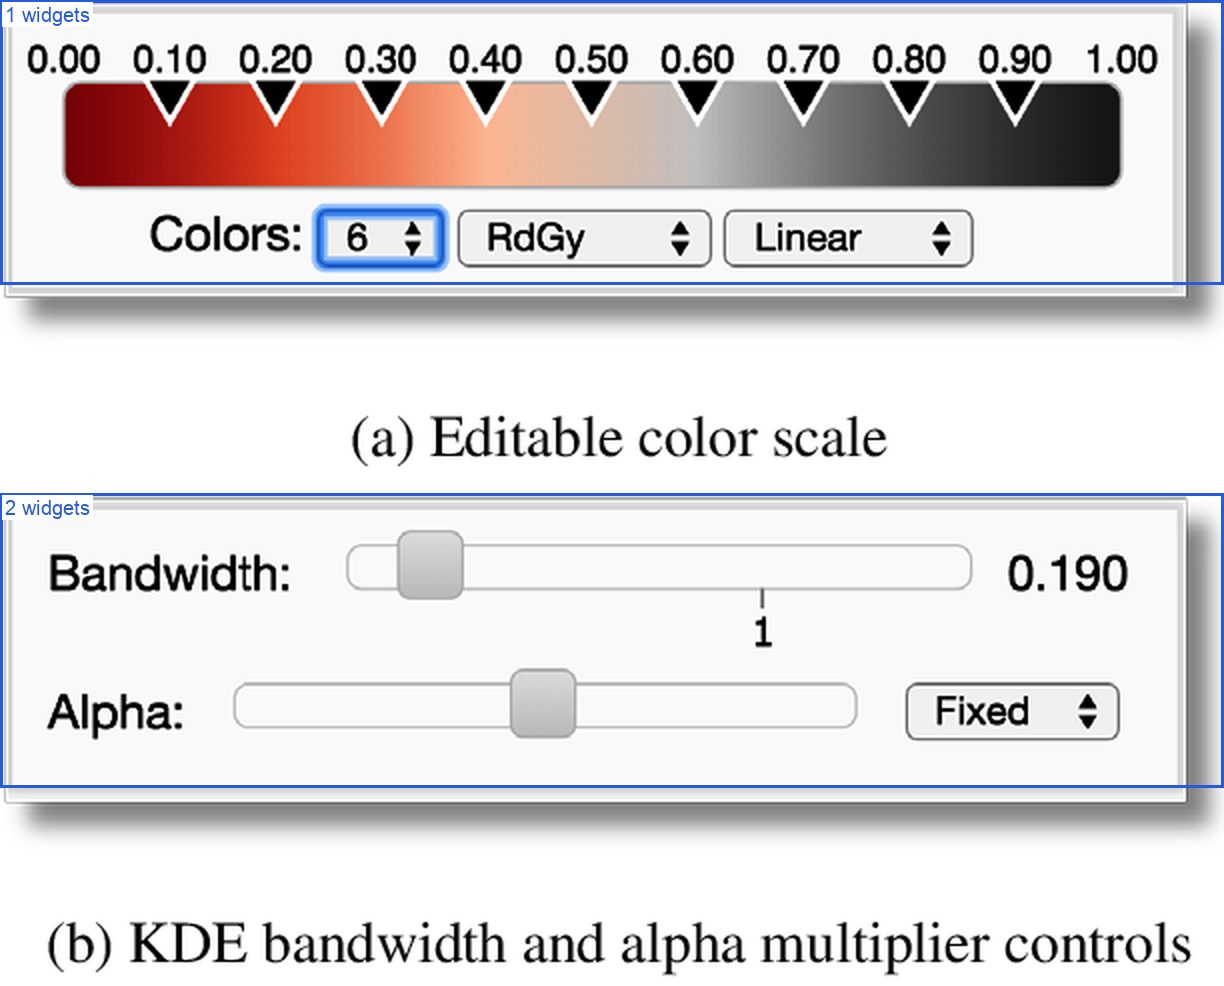 1 widgets
0.00 0.10 0.20 0.30 0.40 0.50 0.60 0.70 0.80 0.90 1.00
Colors: 6 RdGy Linear
(a) Editable color scale
2 widgets
Bandwidth: 0.190
1
Alpha: Fixed
(b) KDE bandwidth and alpha multiplier controls